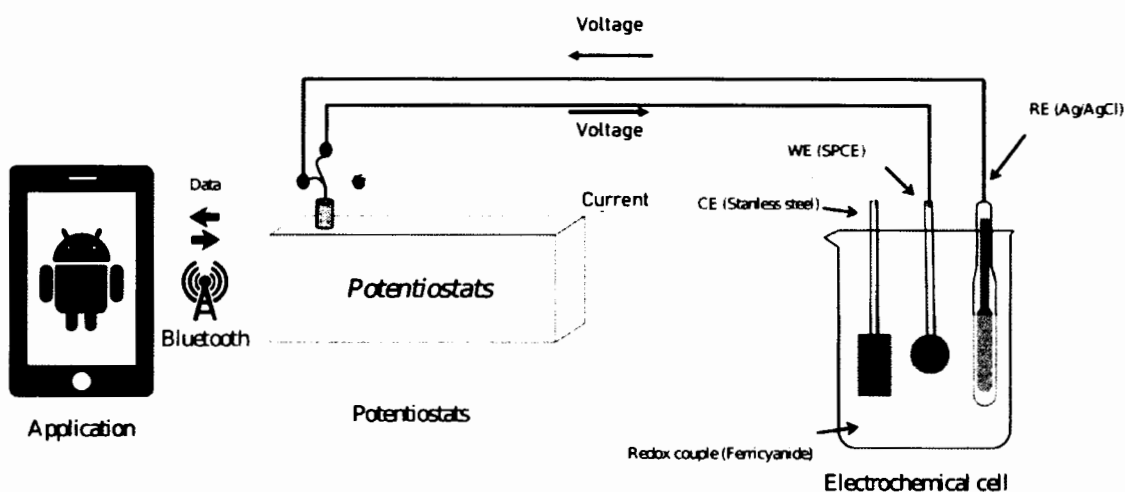 Voltage
Voltage
RE (Ag/AgCl)
WE (SPCE)
Data
Current
CE (Stanless steel)
Potentiostats
Bluetooth
Potentiostats
Application
Redox couple (Ferricyanide)
Electrochemical cell